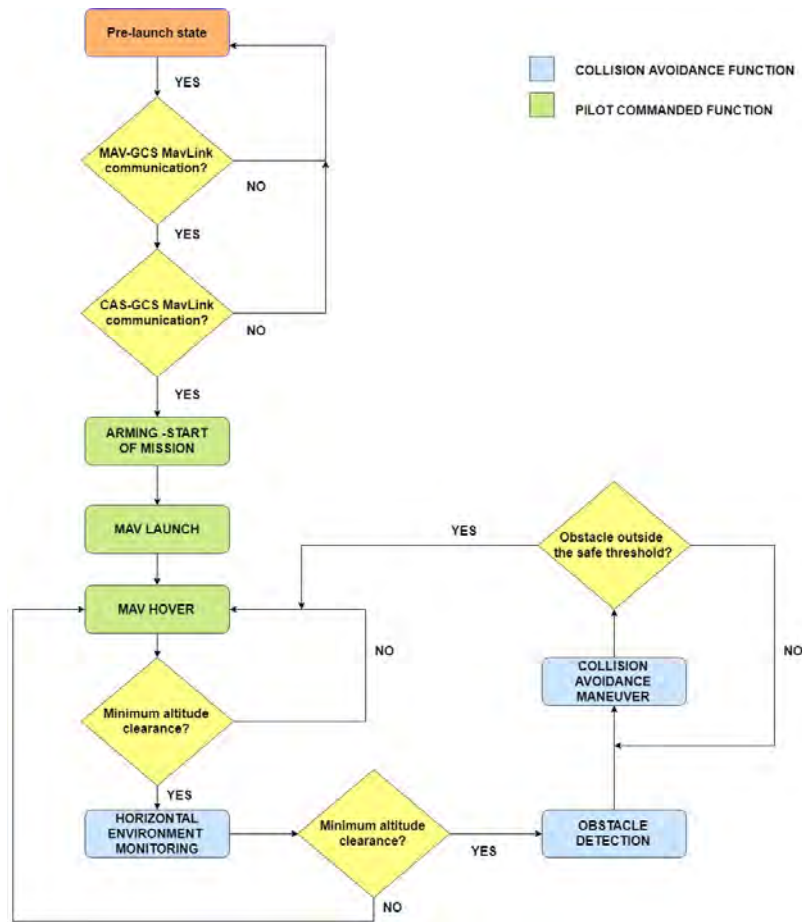 Pre-launch state
YES
COLLISION AVOIDANCE FUNCTION
PILOT COMMANDED FUNCTION
MAV-GCS MavLink
communication?
NO
YES
CAS-GCS MavLink
communication?
NO
YES
ARMING -START
OF MISSION
MAV LAUNCH
YES
Obstacle outside
the safe threshold?
MAV HOVER
NO
NO
COLLISION
AVOIDANCE
MANEUVER
Minimum altitude
clearance?
YES
HORIZONTAL
ENVIRONMENT
MONITORING
Minimum altitude
clearance?
YES
OBSTACLE
DETECTION
NO